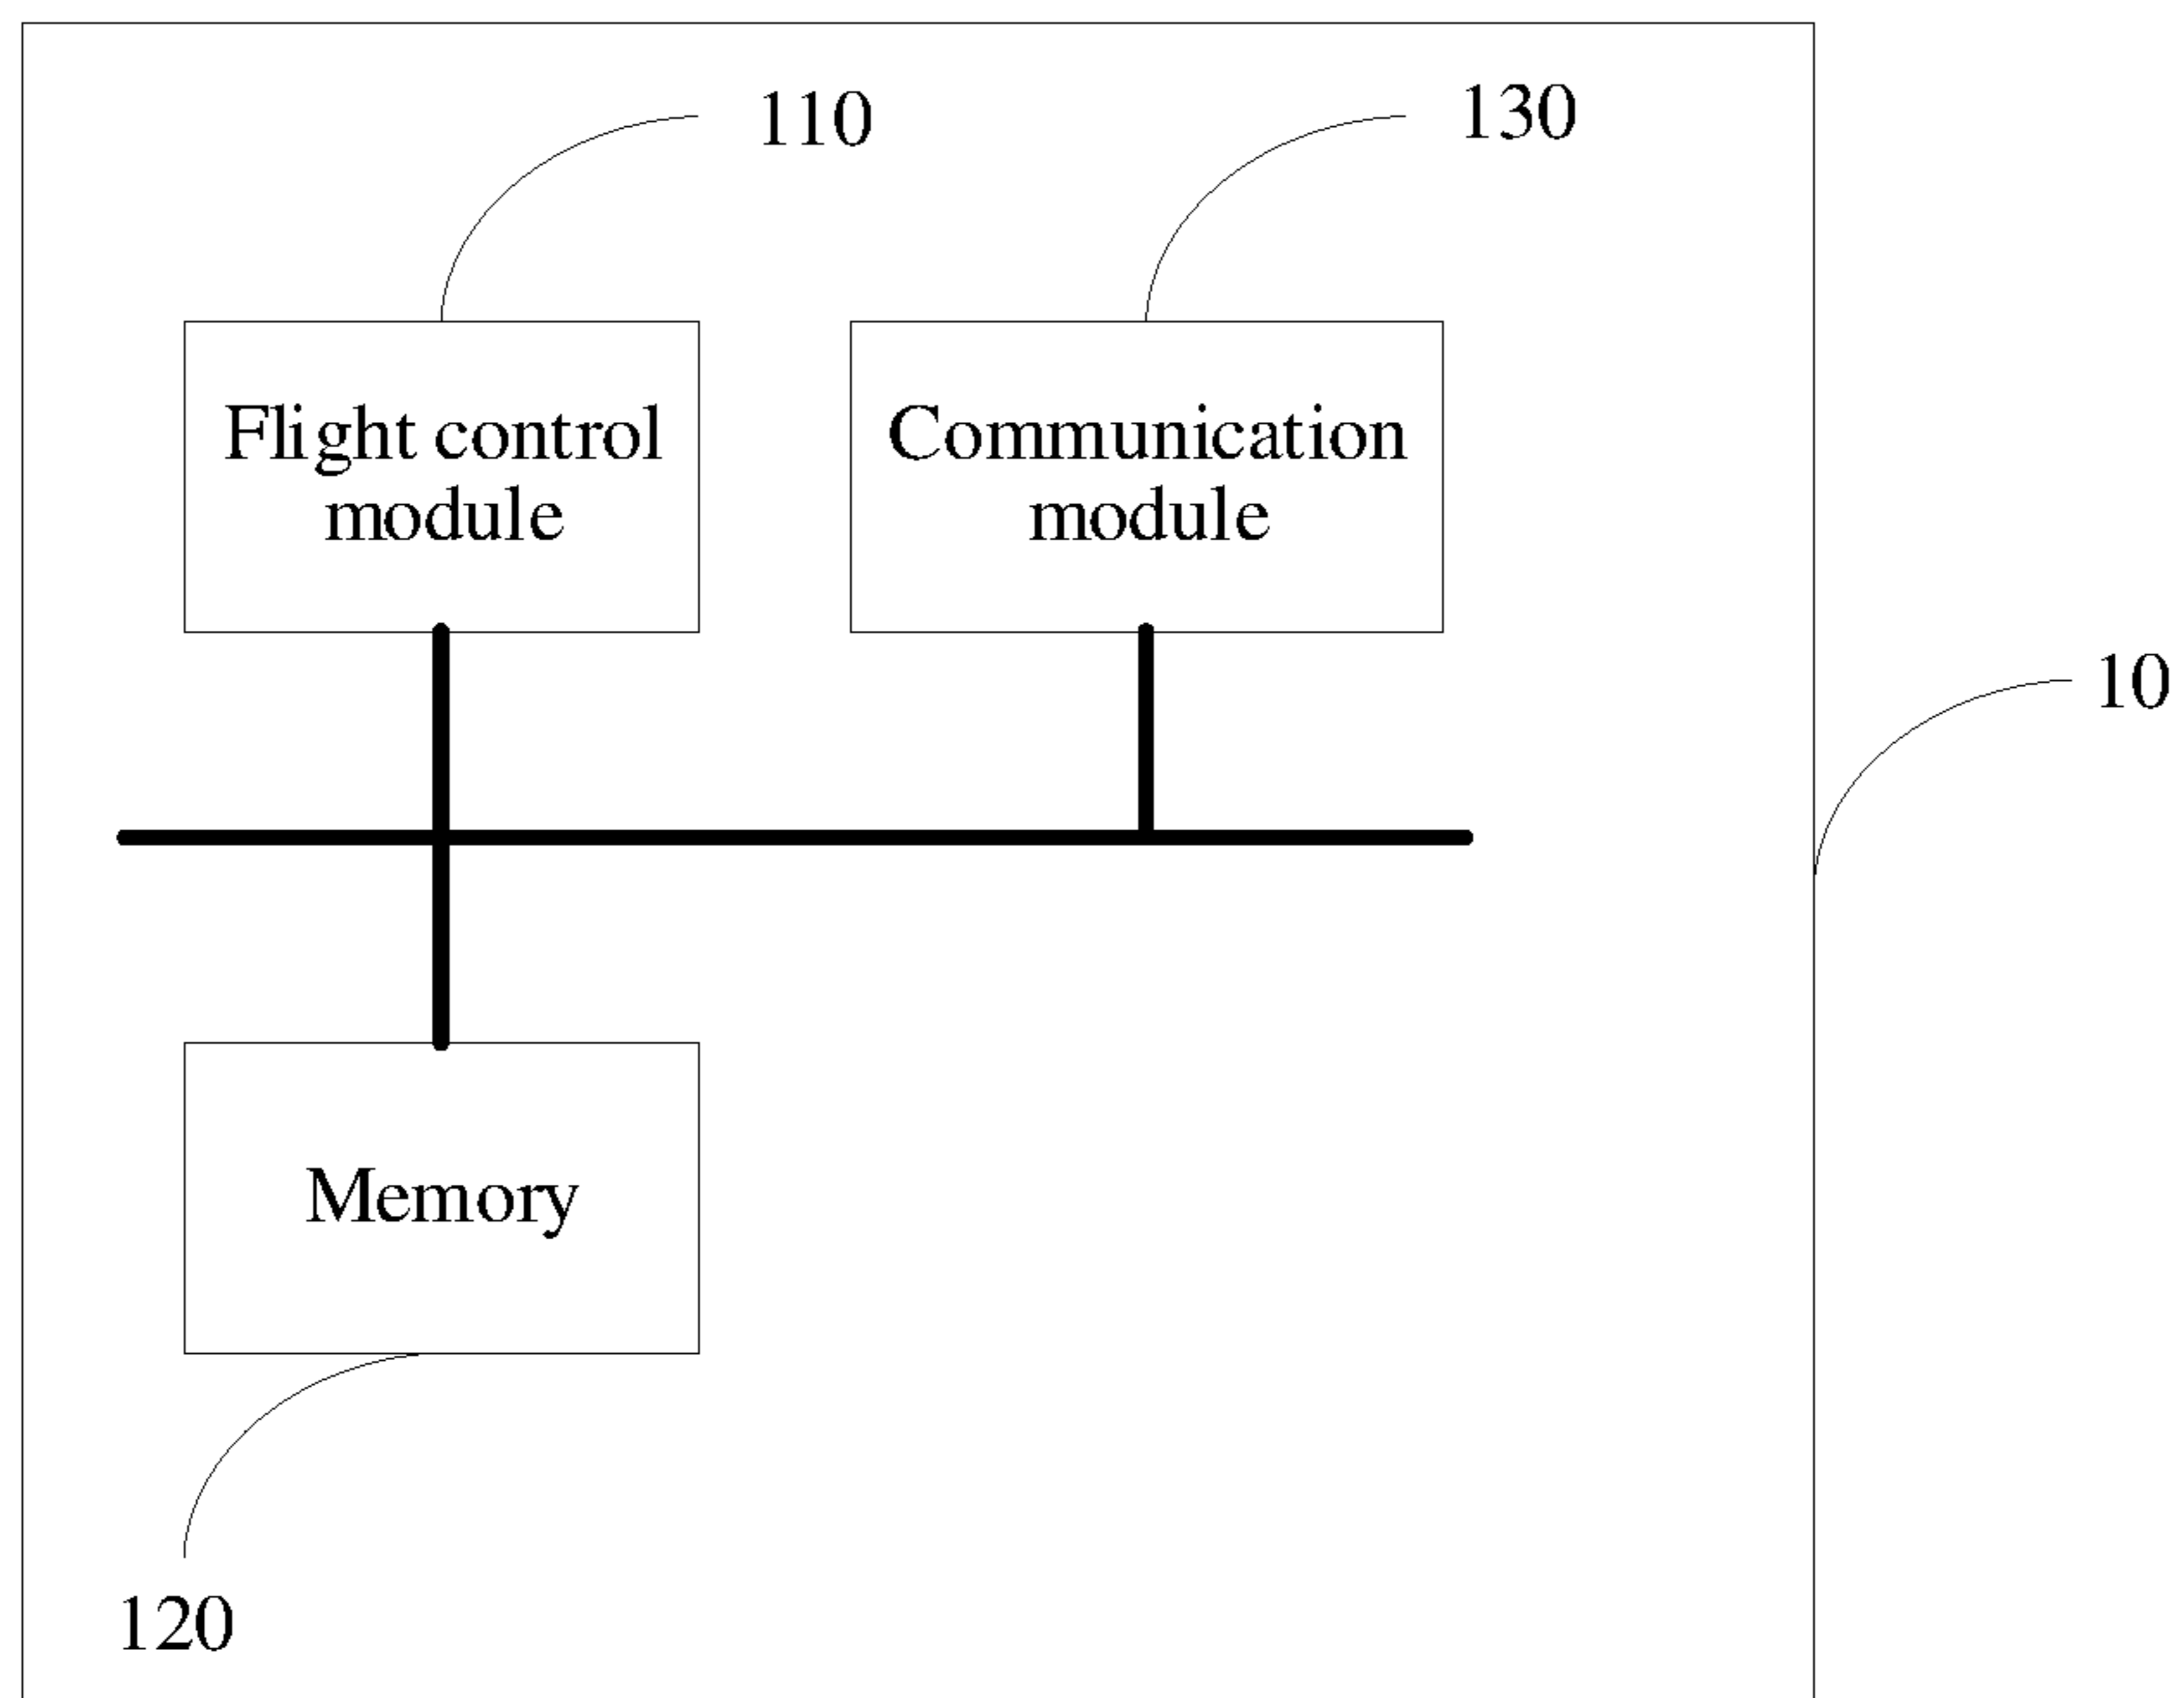 110
130
Flight control
module
Communication
module
10
Memory
120